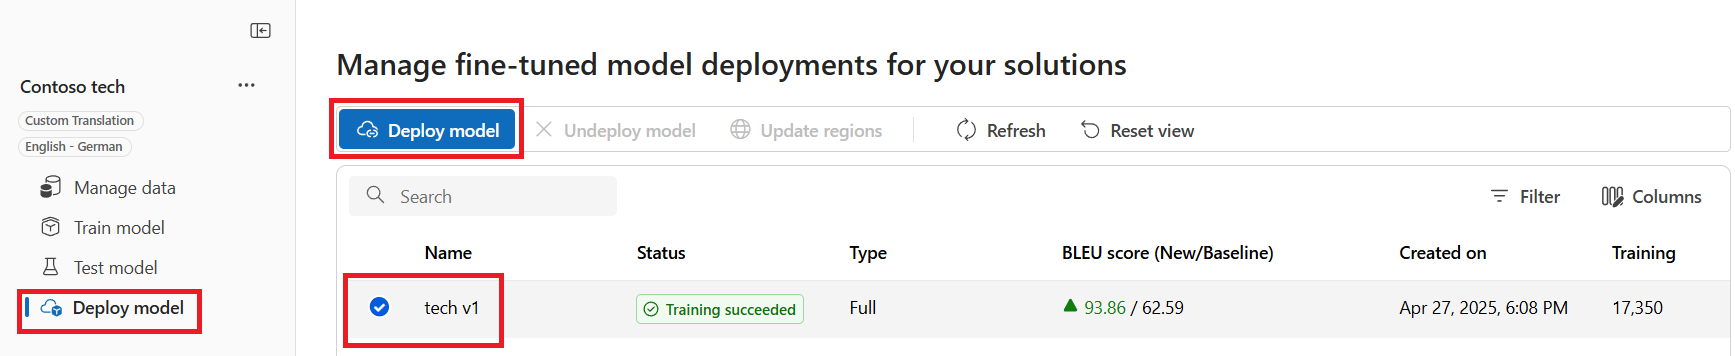 Contoso tech
Custom Translation
English - German
Manage data
Train model
Test model
Deploy model
Manage fine-tuned model deployments for your solutions
Deploy model Undeploy model Update regions Refresh Reset view
Search Filter Columns
Name Status Type BLEU score (New/Baseline) Created on Training
tech v1 Training succeeded Full 93.86 / 62.59 Apr 27, 2025, 6:08 PM 17,350